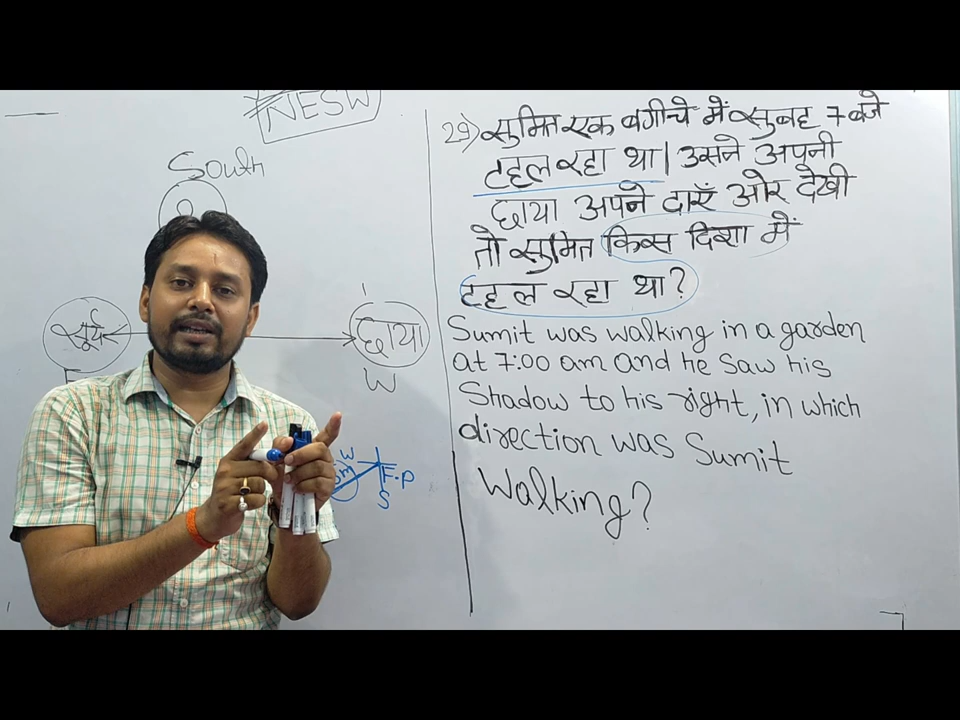 NESW
South
सूर्य
छाया
W
W
F.P
S
29) सुमित एक बगीचे में सुबह 7 बजे
टहल रहा था। उसने अपनी
छाया अपने दाएँ ओर देखी
तो सुमित किस दिशा में
टहल रहा था?
Sumit was walking in a garden
at 7:00 am and he saw his
Shadow to his right, in which
direction was Sumit
Walking?